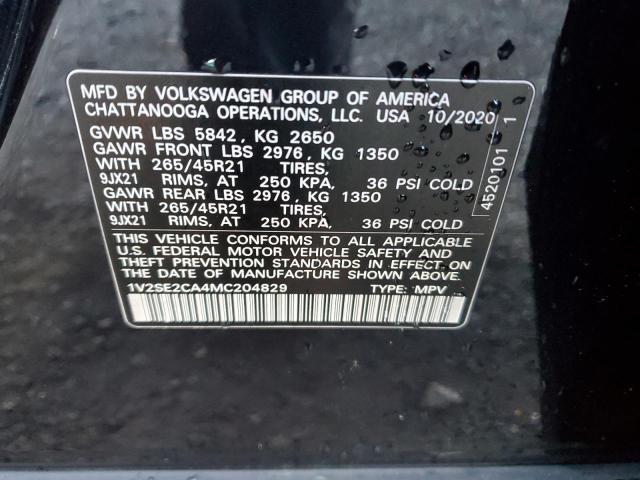 MFD BY VOLKSWAGEN GROUP OF AMERICA
CHATTANOOGA OPERATIONS, LLC. USA 10/2020
GVWR LBS 5842, KG 2650
GAWR FRONT LBS 2976, KG 1350
WITH 265/45R21 TIRES,
9JX21 RIMS, AT 250 KPA, 36 PSI COLD
GAWR REAR LBS 2976, KG 1350
WITH 265/45R21 TIRES,
9JX21 RIMS, AT 250 KPA, 36 PSI COLD
THIS VEHICLE CONFORMS TO ALL APPLICABLE
U.S. FEDERAL MOTOR VEHICLE SAFETY AND
THEFT PREVENTION STANDARDS IN EFFECT ON
THE DATE OF MANUFACTURE SHOWN ABOVE.
1V2SE2CA4MC204829 TYPE: MPV
4520101 1